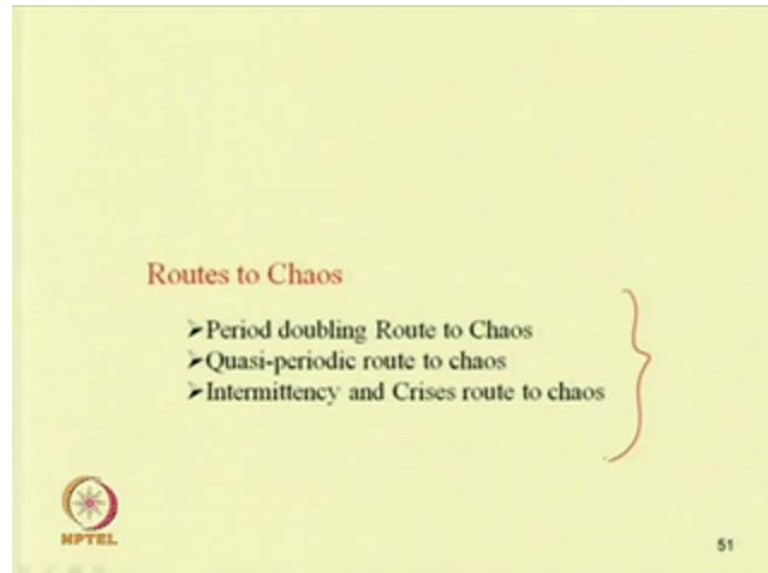 Routes to Chaos
➢Period doubling Route to Chaos
➢Quasi-periodic route to chaos
➢Intermittency and Crises route to chaos
NPTEL
51